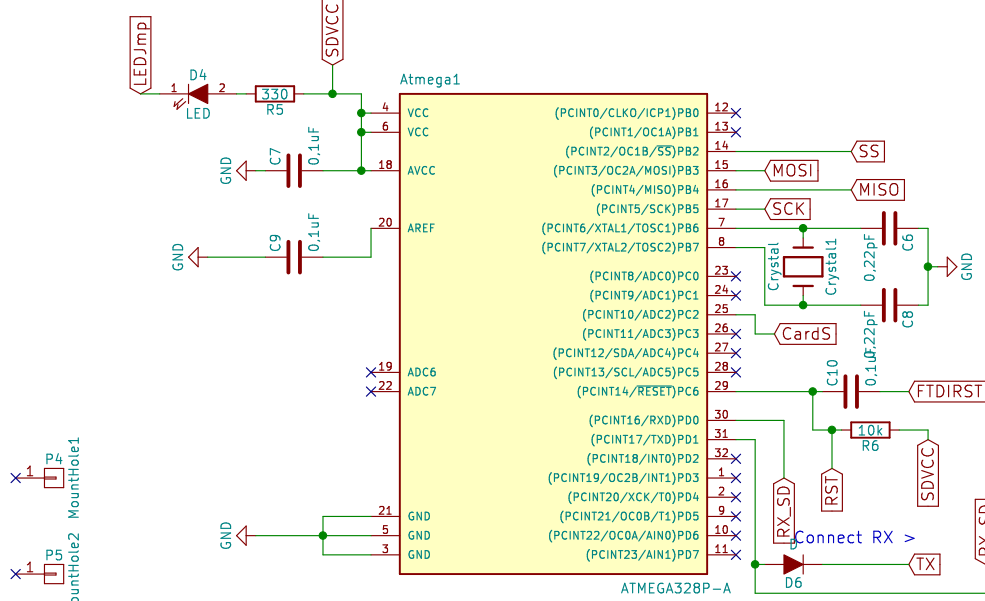 LEDJmp
SDVCC
D4
1
2
LED
330
R5
Atmega1
4
VCC
6
VCC
18
AVCC
20
AREF
GND
C7
0.1uF
GND
C9
0.1uF
19
ADC6
22
ADC7
21
GND
5
GND
3
GND
GND
(PCINT0/CLKO/ICP1)PB0
12
(PCINT1/OC1A)PB1
13
(PCINT2/OC1B/SS)PB2
14
SS
(PCINT3/OC2A/MOSI)PB3
15
MOSI
(PCINT4/MISO)PB4
16
MISO
(PCINT5/SCK)PB5
17
SCK
(PCINT6/XTAL1/TOSC1)PB6
7
(PCINT7/XTAL2/TOSC2)PB7
8
Crystal
Crystal1
0.22pF
C6
GND
0.22pF
C8
(PCINT8/ADC0)PC0
23
(PCINT9/ADC1)PC1
24
(PCINT10/ADC2)PC2
25
CardS
(PCINT11/ADC3)PC3
26
(PCINT12/SDA/ADC4)PC4
27
(PCINT13/SCL/ADC5)PC5
28
(PCINT14/RESET)PC6
29
C10
0.1uF
FTDIRST
10k
R6
RST
SDVCC
(PCINT16/RXD)PD0
30
(PCINT17/TXD)PD1
31
(PCINT18/INT0)PD2
32
(PCINT19/OC2B/INT1)PD3
1
(PCINT20/XCK/T0)PD4
2
(PCINT21/OC0B/T1)PD5
9
(PCINT22/OC0A/AIN0)PD6
10
(PCINT23/AIN1)PD7
11
RX_SD
Connect RX >
D
D6
TX
RX_SD
ATMEGA328P-A
P4
1
MountHole1
P5
1
ountHole2